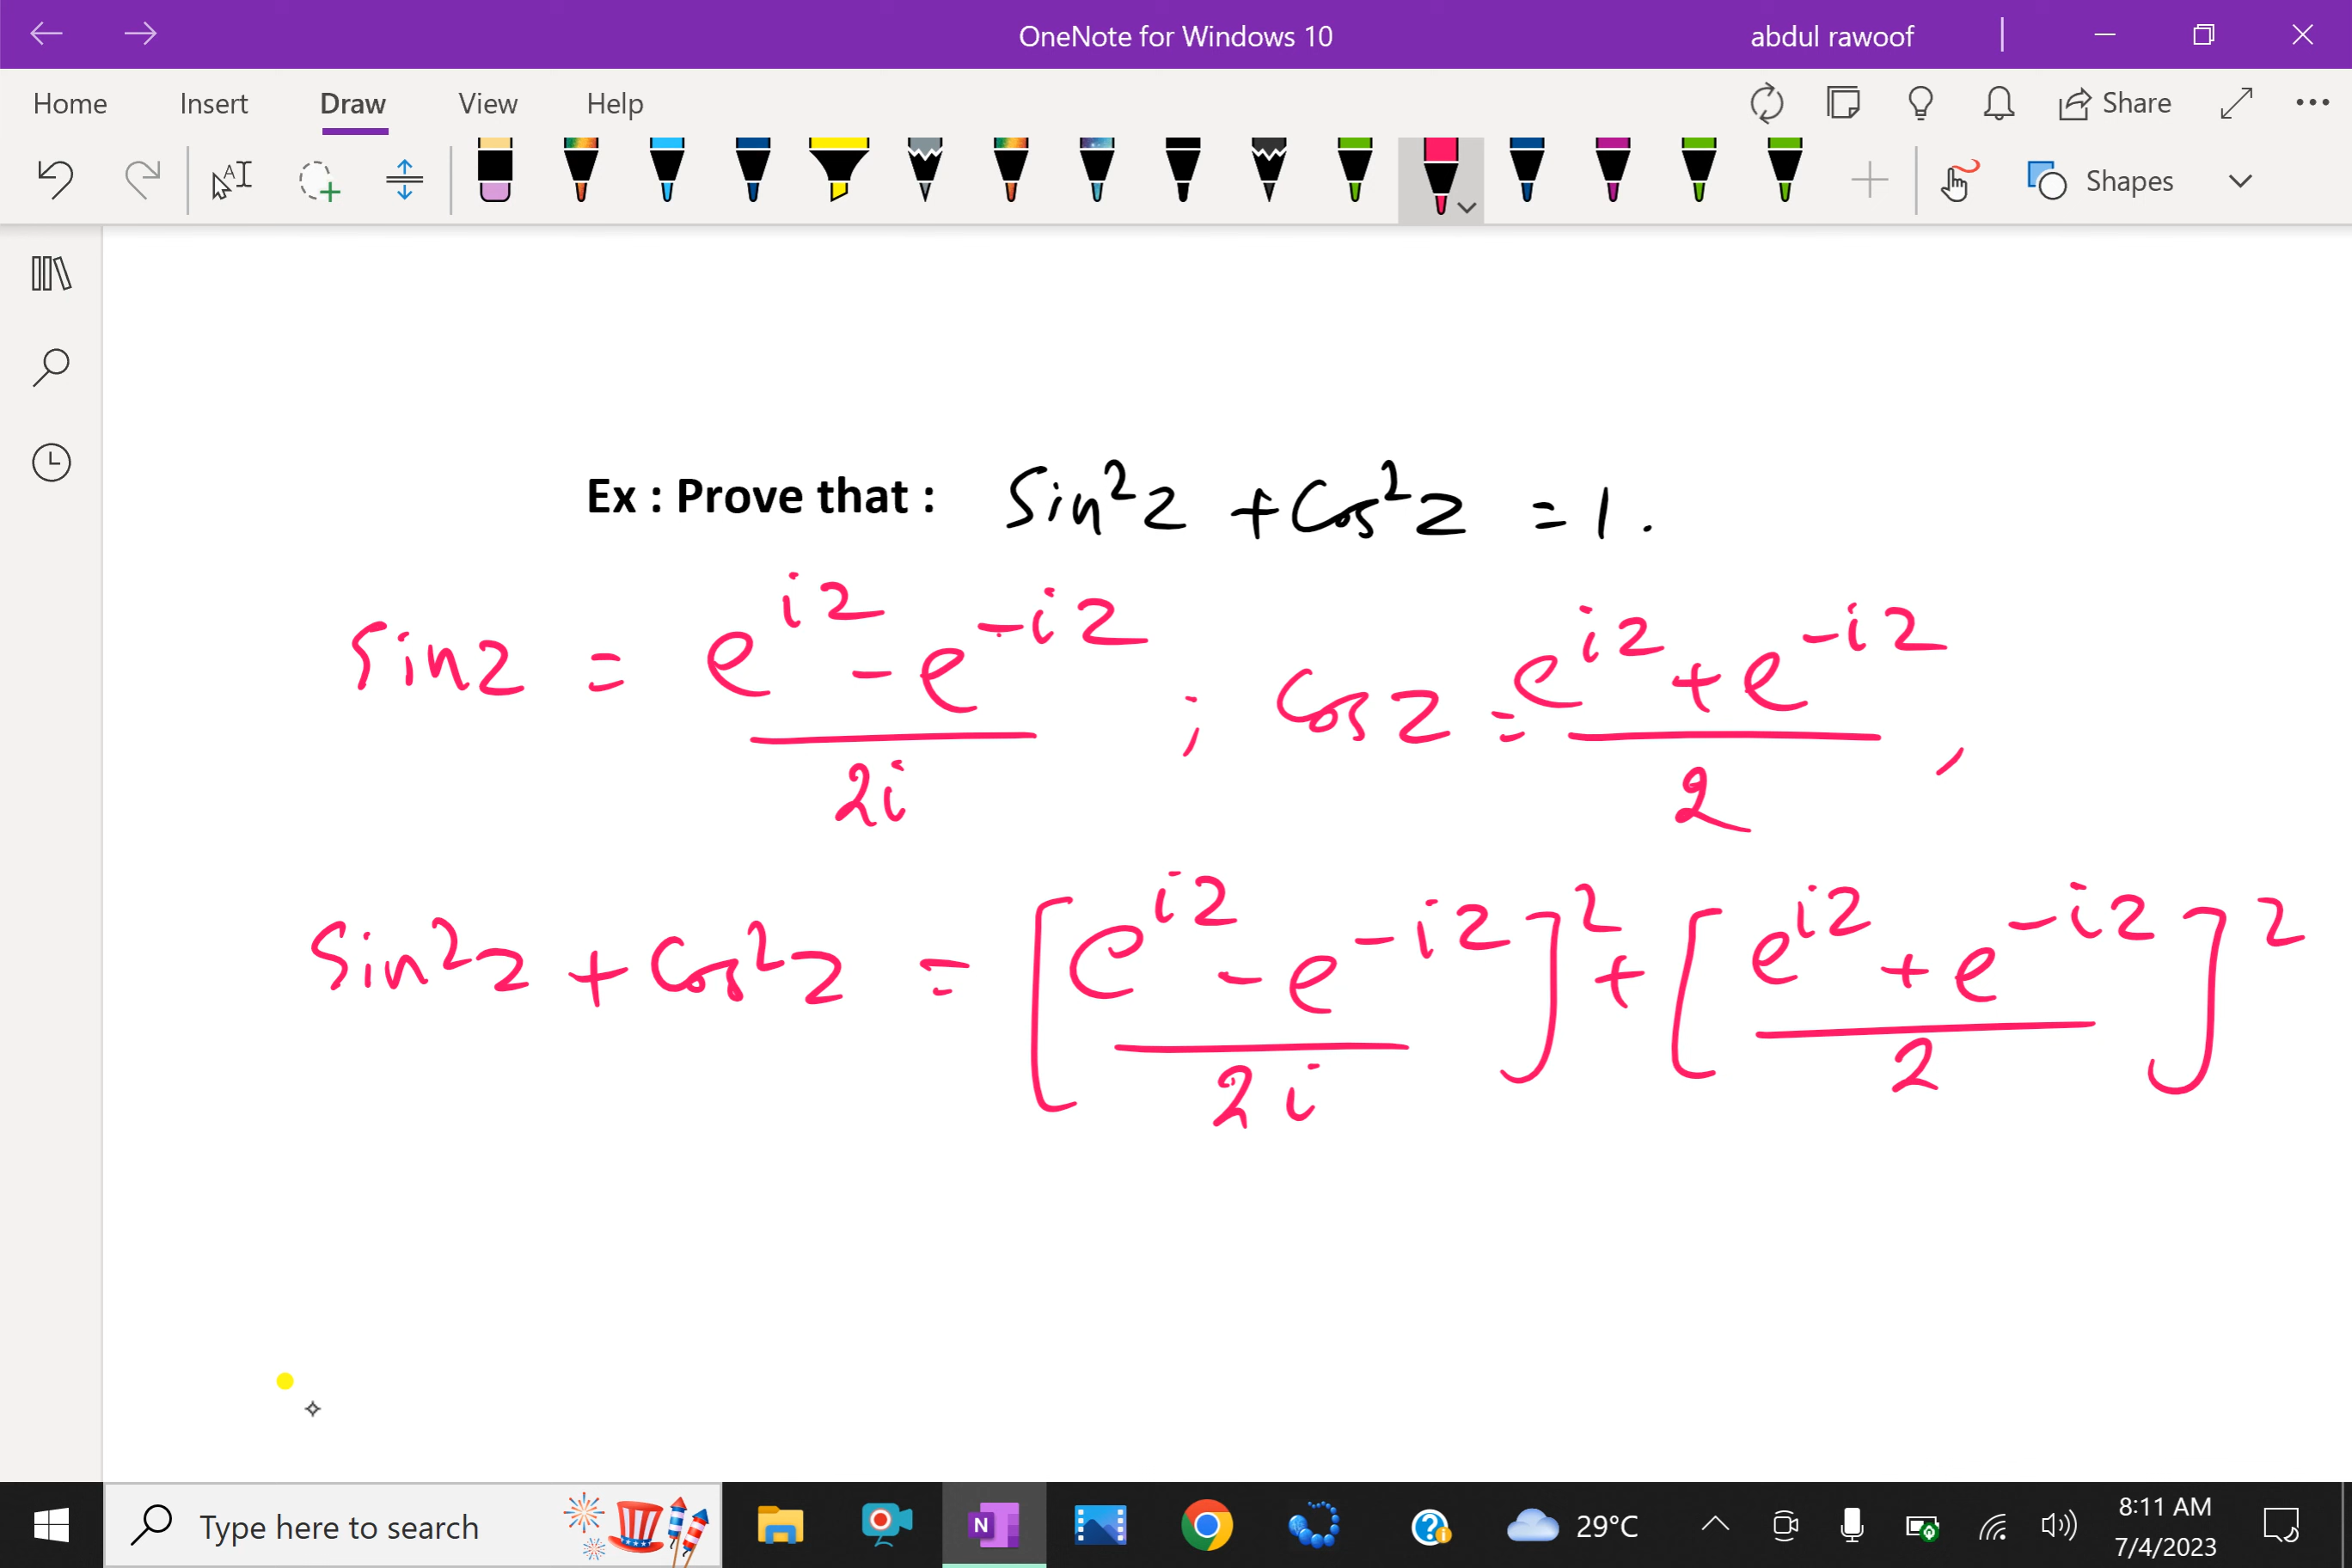 OneNote for Windows 10 abdul rawoof
Home Insert Draw View Help Share
Shapes
Ex : Prove that : Sin²z + Cos²z = 1.
Sinz = e^{iz} - e^{-iz} / 2i ; Cosz = e^{iz} + e^{-iz} / 2 ,
Sin²z + Cos²z = [e^{iz} - e^{-iz} / 2i]² + [e^{iz} + e^{-iz} / 2]²
Type here to search 29°C 8:11 AM
7/4/2023